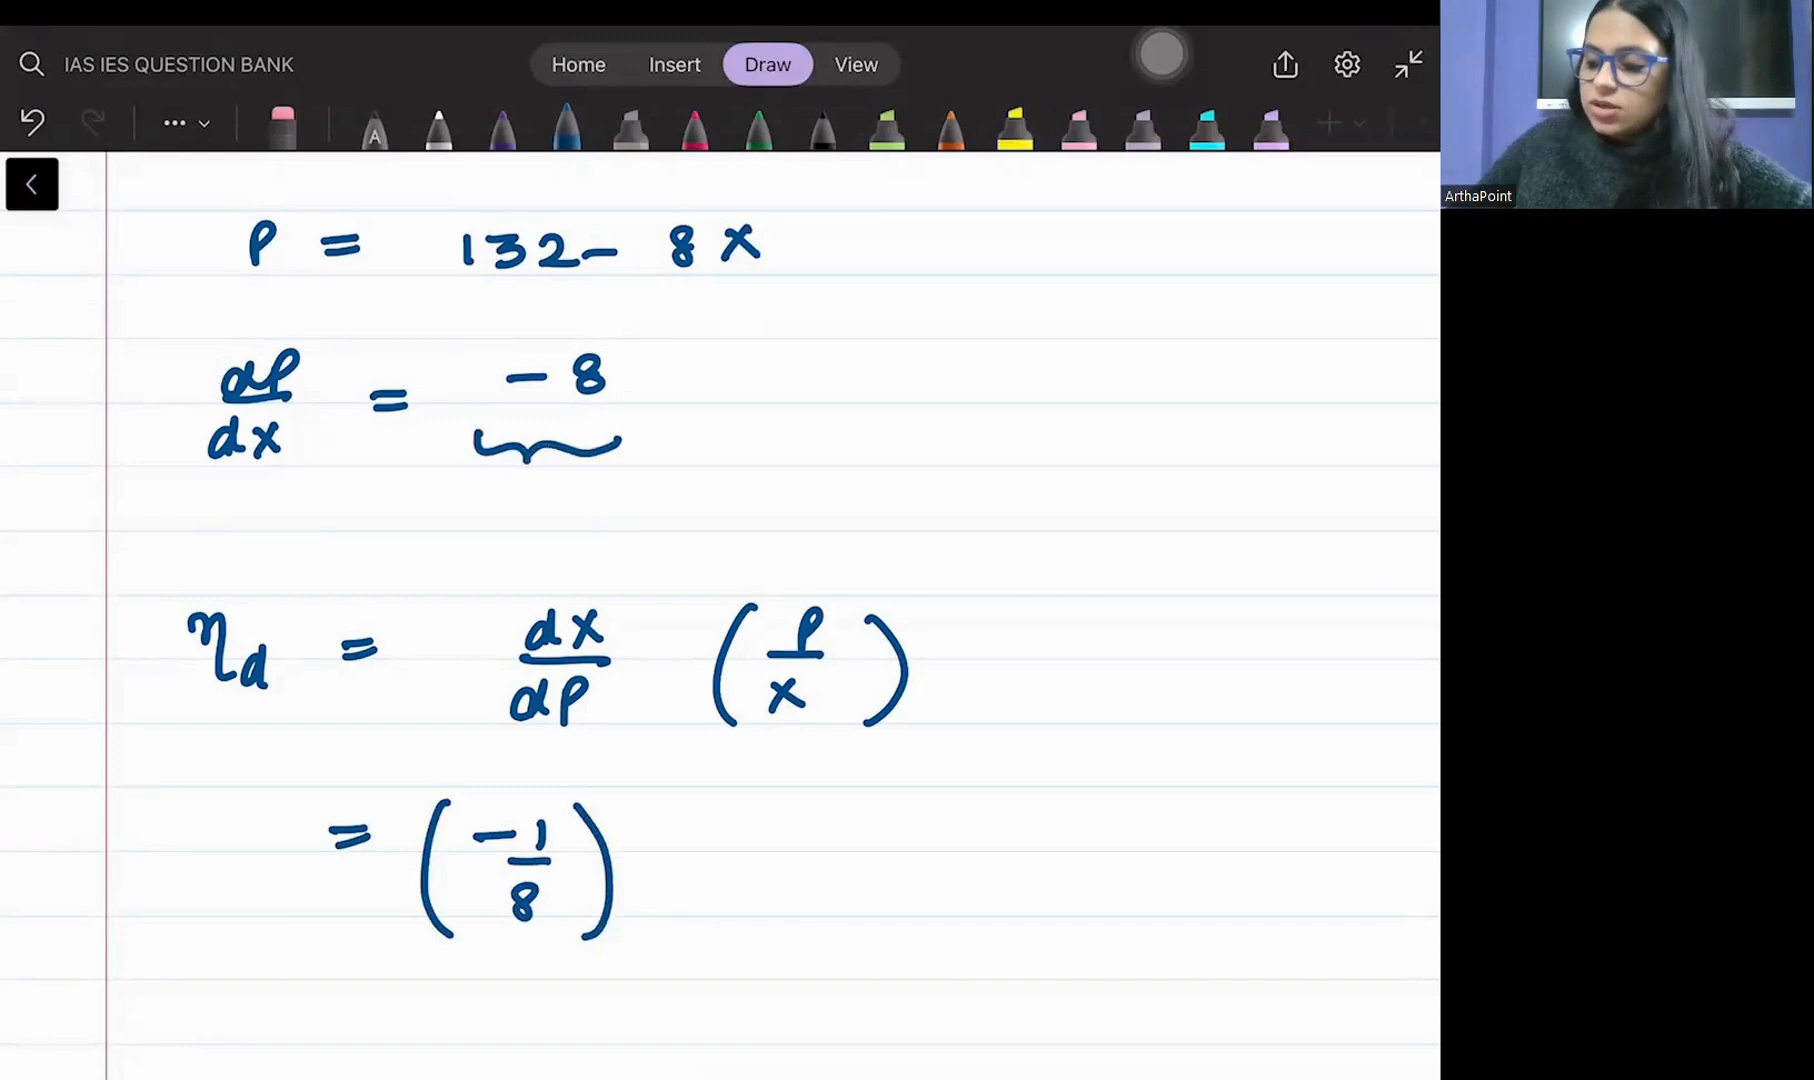 IAS IES QUESTION BANK
Home Insert Draw View
A
ArthaPoint
P = 132 - 8x
dP/dx = -8
ηd = dx/dP (P/x)
= (-1/8)